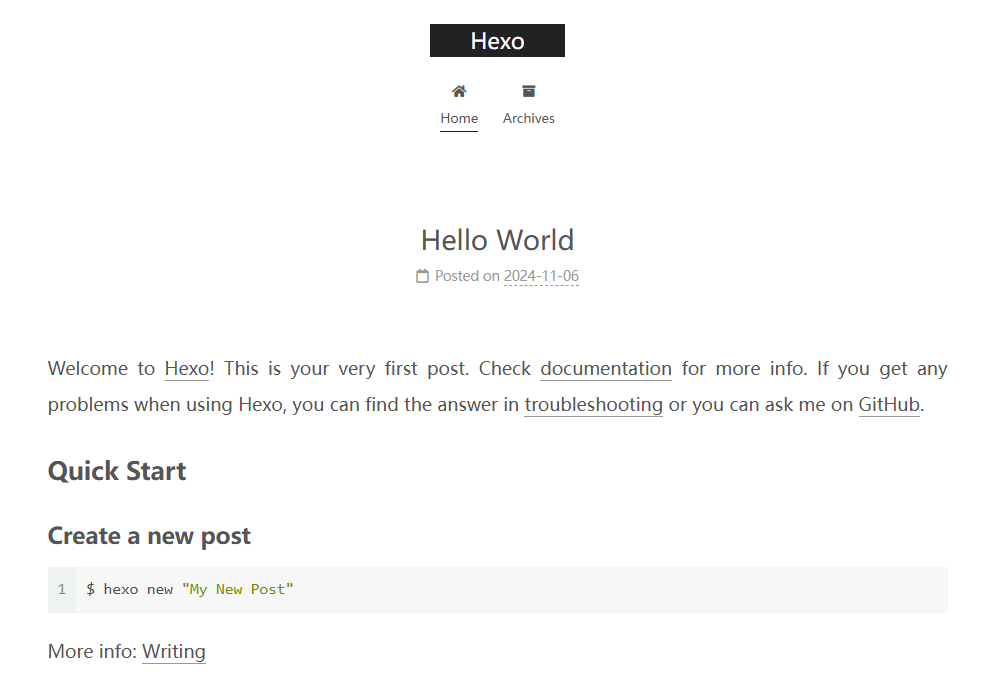 Hexo
Home
Archives
Hello World
Posted on 2024-11-06
Welcome to Hexo! This is your very first post. Check documentation for more info. If you get any
problems when using Hexo, you can find the answer in troubleshooting or you can ask me on GitHub.
Quick Start
Create a new post
1 $ hexo new "My New Post"
More info: Writing